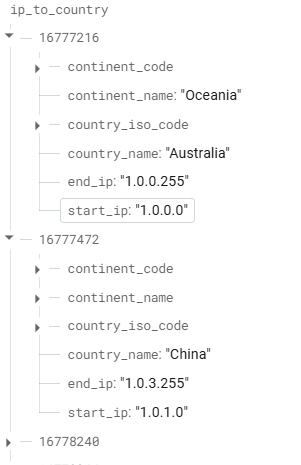 ip_to_country
16777216
continent_code
continent_name: "Oceania"
country_iso_code
country_name: "Australia"
end_ip: "1.0.0.255"
start_ip: "1.0.0.0"
16777472
continent_code
continent_name
country_iso_code
country_name: "China"
end_ip: "1.0.3.255"
start_ip: "1.0.1.0"
16778240